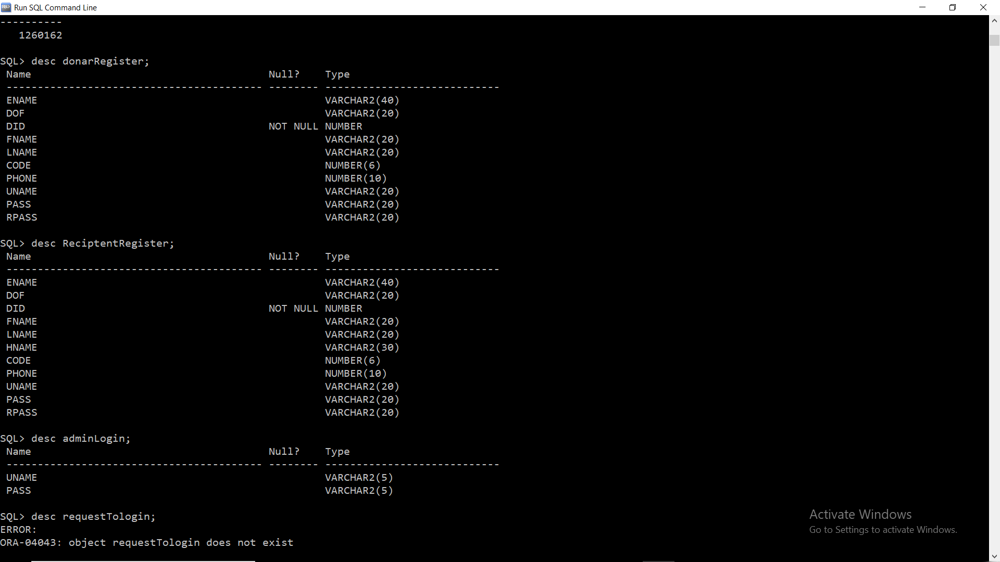 Run SQL Command Line
----------
1260162
SQL> desc donarRegister;
Name Null? Type
----------------------------------------- -------- ----------------------------
ENAME VARCHAR2(40)
DOF VARCHAR2(20)
DID NOT NULL NUMBER
FNAME VARCHAR2(20)
LNAME VARCHAR2(20)
CODE NUMBER(6)
PHONE NUMBER(10)
UNAME VARCHAR2(20)
PASS VARCHAR2(20)
RPASS VARCHAR2(20)
SQL> desc ReciptentRegister;
Name Null? Type
----------------------------------------- -------- ----------------------------
ENAME VARCHAR2(40)
DOF VARCHAR2(20)
DID NOT NULL NUMBER
FNAME VARCHAR2(20)
LNAME VARCHAR2(20)
HNAME VARCHAR2(30)
CODE NUMBER(6)
PHONE NUMBER(10)
UNAME VARCHAR2(20)
PASS VARCHAR2(20)
RPASS VARCHAR2(20)
SQL> desc adminLogin;
Name Null? Type
----------------------------------------- -------- ----------------------------
UNAME VARCHAR2(5)
PASS VARCHAR2(5)
SQL> desc requestTologin;
ERROR:
ORA-04043: object requestTologin does not exist
Activate Windows
Go to Settings to activate Windows.